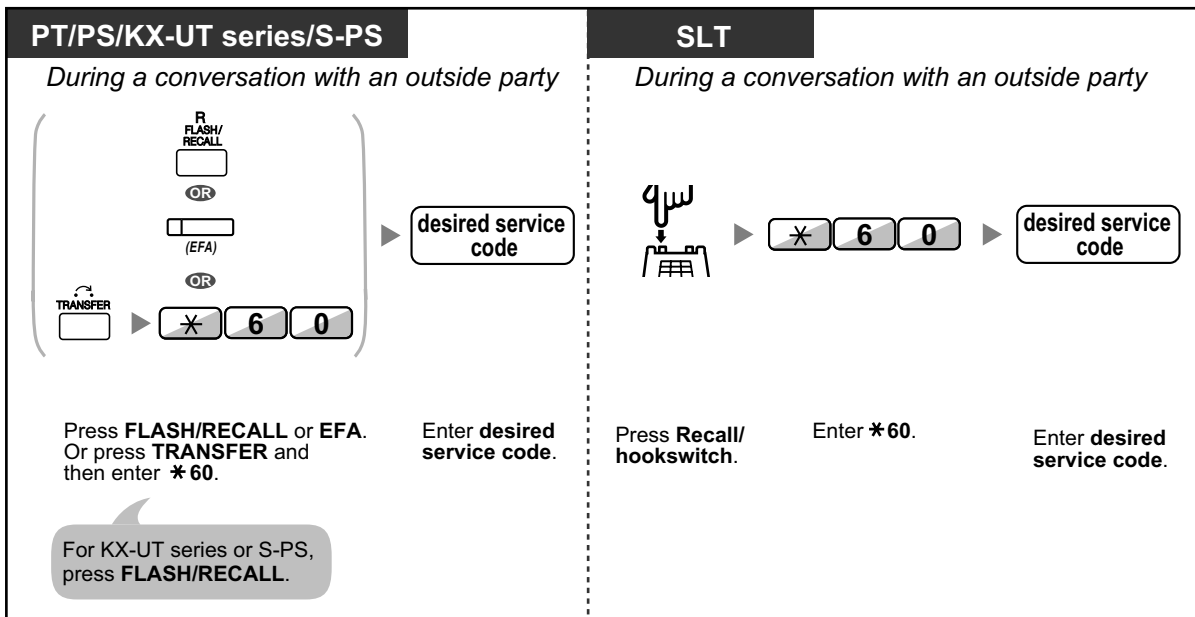 PT/PS/KX-UT series/S-PS
During a conversation with an outside party
R
FLASH/
RECALL
OR
(EFA)
OR
TRANSFER
* 6 0
desired service
code
Press FLASH/RECALL or EFA.
Or press TRANSFER and
then enter *60.
Enter desired
service code.
For KX-UT series or S-PS,
press FLASH/RECALL.
SLT
During a conversation with an outside party
* 6 0
desired service
code
Press Recall/
hookswitch.
Enter *60.
Enter desired
service code.